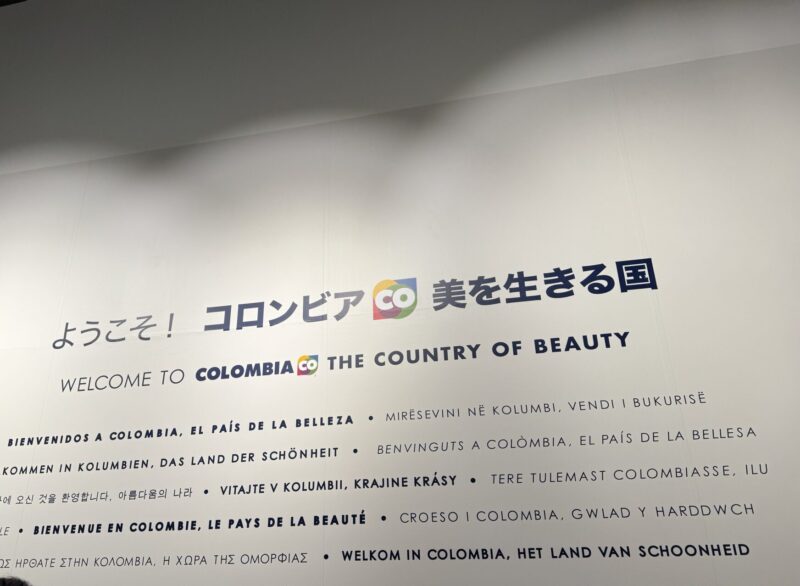 ようこそ！ コロンビア CO 美を生きる国
WELCOME TO COLOMBIA CO THE COUNTRY OF BEAUTY
BIENVENIDOS A COLOMBIA, EL PAÍS DE LA BELLEZA • MIRËSEVINI NË KOLUMBI, VENDI I BUKURISË
KOMMEN IN KOLUMBIEN, DAS LAND DER SCHÖNHEIT • BENVINGUTS A COLÒMBIA, EL PAÍS DE LA BELLESA
에 오신 것을 환영합니다, 아름다움의 나라 • VITAJTE V KOLUMBII, KRAJINE KRÁSY • TERE TULEMAST COLOMBIASSE, ILU
LE • BIENVENUE EN COLOMBIE, LE PAYS DE LA BEAUTÉ • CROESO I COLOMBIA, GWLAD Y HARDDWCH
ΩΣ ΗΡΘΑΤΕ ΣΤΗΝ ΚΟΛΟΜΒΙΑ, Η ΧΩΡΑ ΤΗΣ ΟΜΟΡΦΙΑΣ • WELKOM IN COLOMBIA, HET LAND VAN SCHOONHEID